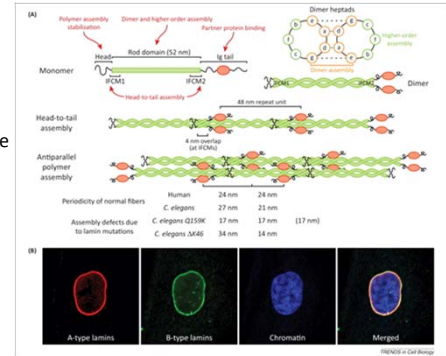 (A)
Polymer assembly
stabilization
Dimer and higher order assembly
Partner protein binding
Dimer heptads
Higher-order
assembly
Dimer assembly
Head
Rod domain (52 nm)
Ig tail
Monomer
IFCM1
IFCM2
Head-to-tail assembly
IFCM1
IFCM2
Dimer
48 nm repeat unit
Head-to-tail
assembly
4 nm overlap
(at IFCMs)
Antiparallel
polymer
assembly
Periodicity of normal fibers
Human 24 nm 24 nm
C. elegans 27 nm 21 nm
Assembly defects due
to lamin mutations
C. elegans Q159K 17 nm 17 nm (17 nm)
C. elegans ΔK46 34 nm 14 nm
(B)
A-type lamins
B-type lamins
Chromatin
Merged
TRENDS in Cell Biology
e